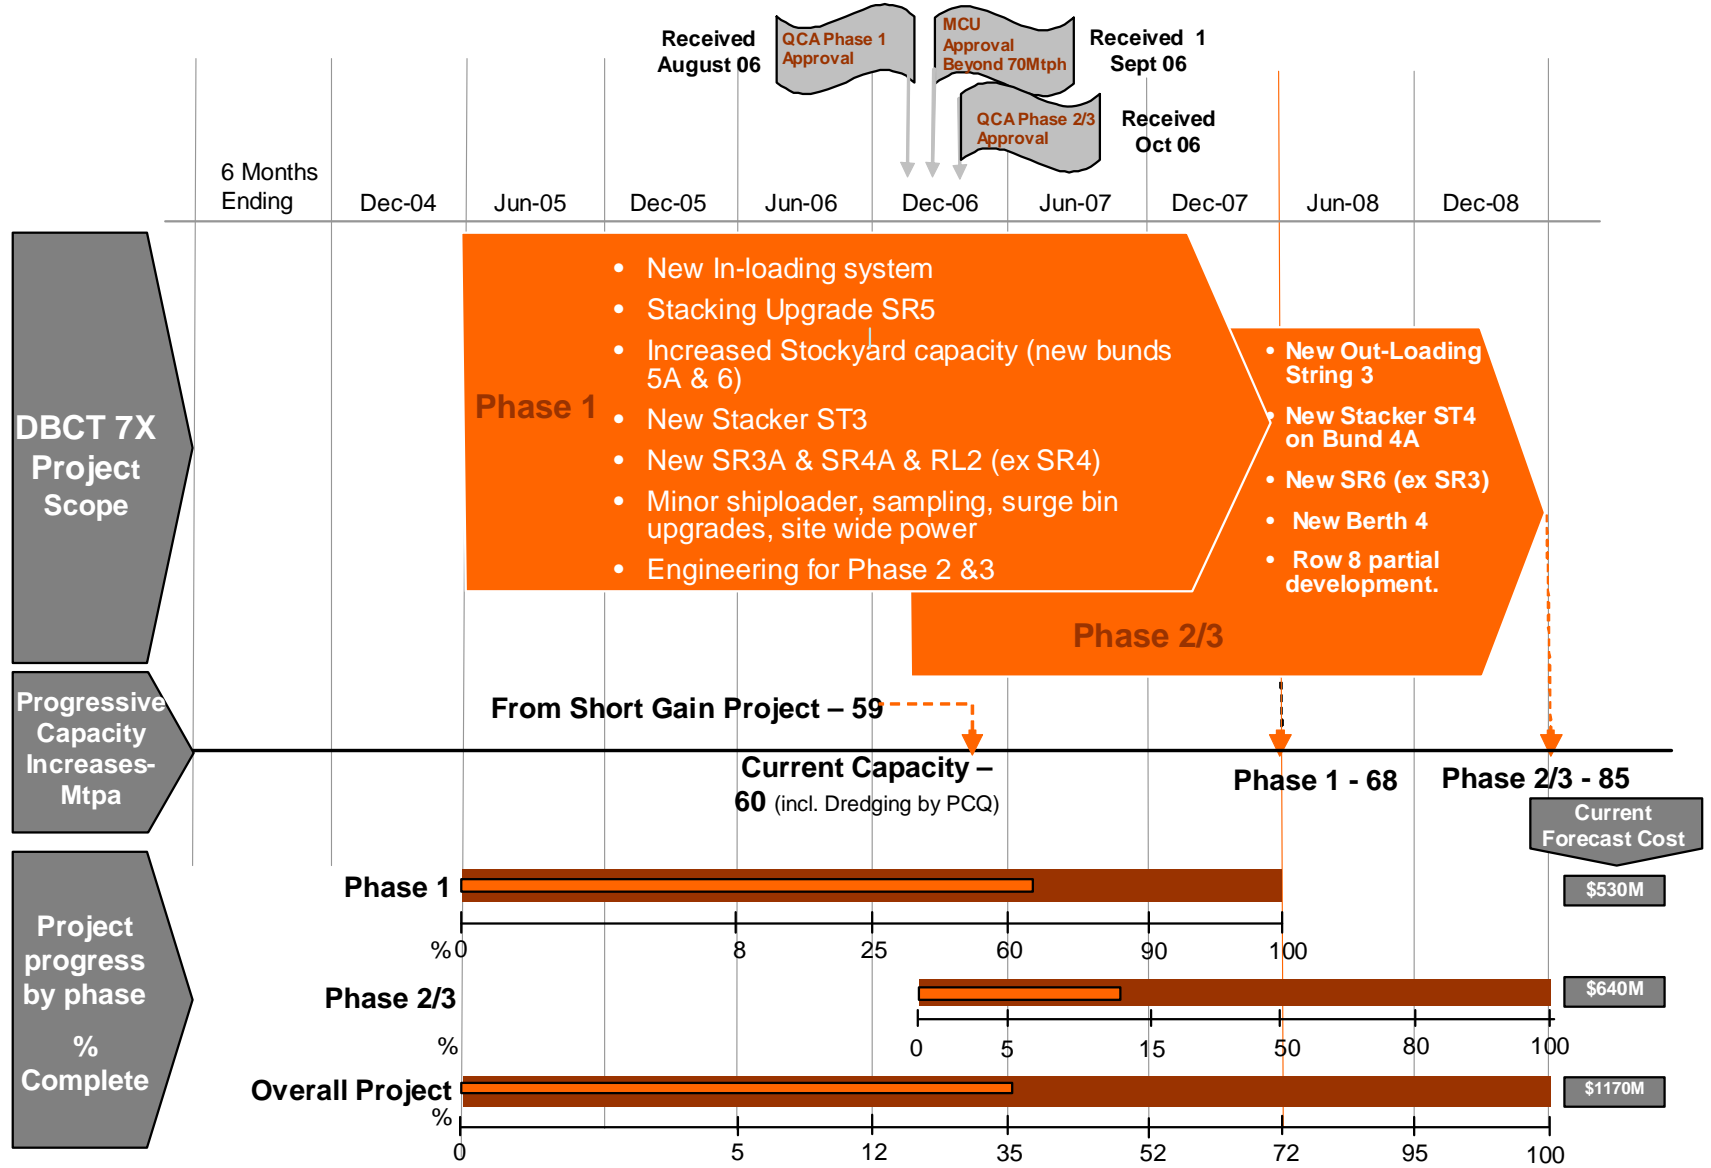 Received
August 06
QCA Phase 1
Approval
MCU
Approval
Beyond 70Mtph
Received 1
Sept 06
QCA Phase 2/3
Approval
Received
Oct 06
6 Months
Ending
Dec-04
Jun-05
Dec-05
Jun-06
Dec-06
Jun-07
Dec-07
Jun-08
Dec-08
DBCT 7X
Project
Scope
Phase 1
• New In-loading system
• Stacking Upgrade SR5
• Increased Stockyard capacity (new bunds
5A & 6)
• New Stacker ST3
• New SR3A & SR4A & RL2 (ex SR4)
• Minor shiploader, sampling, surge bin
upgrades, site wide power
• Engineering for Phase 2 &3
• New Out-Loading
String 3
• New Stacker ST4
on Bund 4A
• New SR6 (ex SR3)
• New Berth 4
• Row 8 partial
development.
Phase 2/3
Progressive
Capacity
Increases-
Mtpa
From Short Gain Project – 59
Current Capacity –
60 (incl. Dredging by PCQ)
Phase 1 - 68
Phase 2/3 - 85
Current
Forecast Cost
Project
progress
by phase
%
Complete
Phase 1
$530M
% 0 8 25 60 90 100
Phase 2/3
$640M
% 0 5 15 50 80 100
Overall Project
$1170M
%
0 5 12 35 52 72 95 100